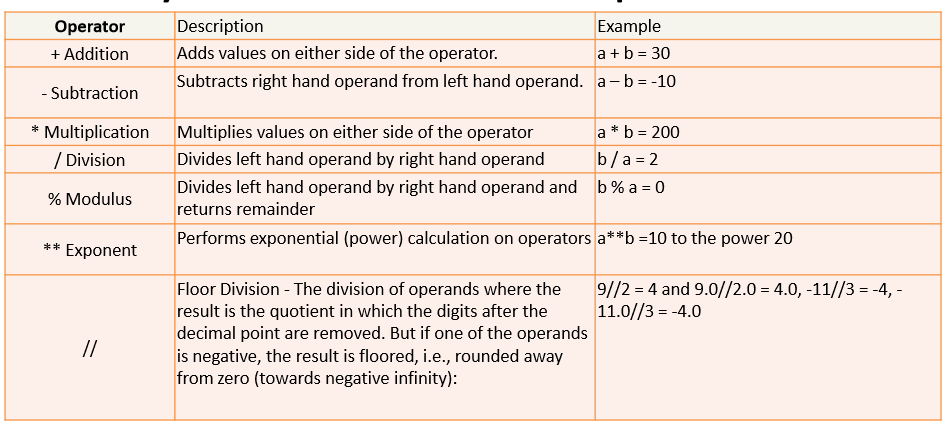 Operator Description Example
+ Addition Adds values on either side of the operator. a + b = 30
- Subtraction Subtracts right hand operand from left hand operand. a – b = -10
* Multiplication Multiplies values on either side of the operator a * b = 200
/ Division Divides left hand operand by right hand operand b / a = 2
% Modulus Divides left hand operand by right hand operand and b % a = 0
returns remainder
** Exponent Performs exponential (power) calculation on operators a**b =10 to the power 20
// Floor Division - The division of operands where the 9//2 = 4 and 9.0//2.0 = 4.0, -11//3 = -4, -
result is the quotient in which the digits after the 11.0//3 = -4.0
decimal point are removed. But if one of the operands
is negative, the result is floored, i.e., rounded away
from zero (towards negative infinity):